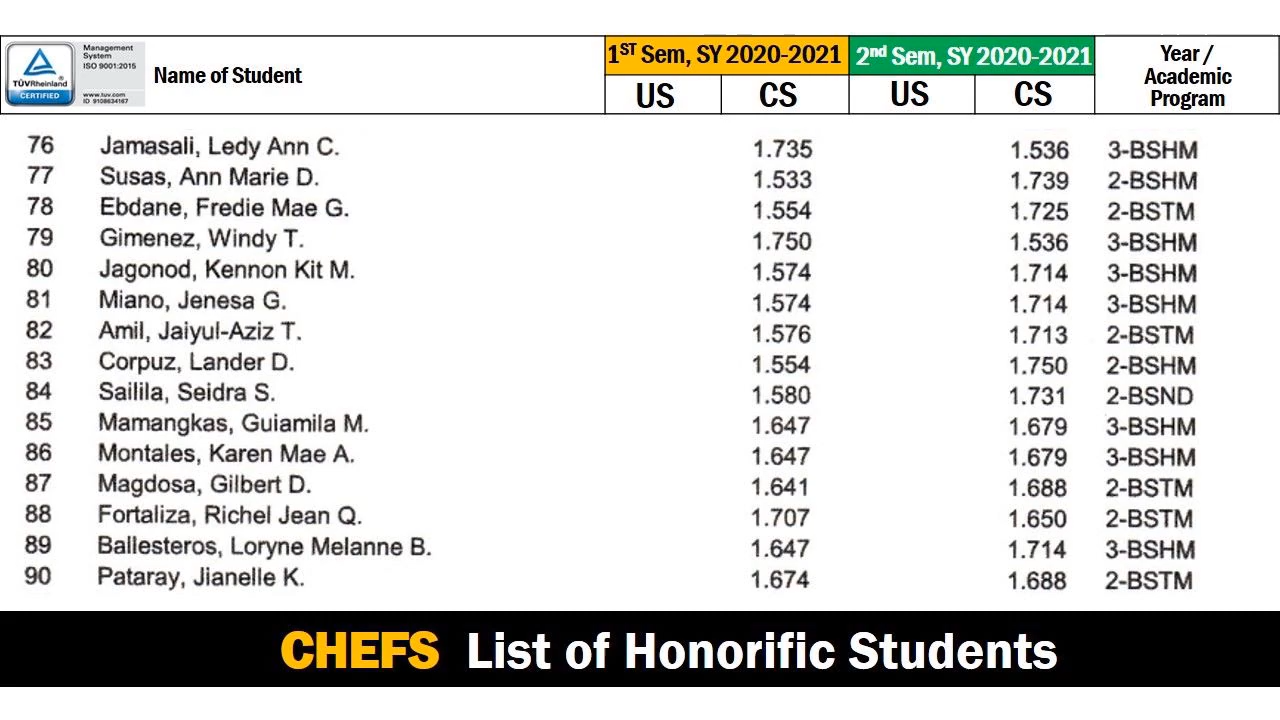 Management
System
ISO 9001:2015
TÜVRheinland®
CERTIFIED
www.tuv.com
ID 9108634167
Name of Student
1ST Sem, SY 2020-2021 2nd Sem, SY 2020-2021
US CS US CS
Year /
Academic
Program
76 Jamasali, Ledy Ann C. 1.735 1.536 3-BSHM
77 Susas, Ann Marie D. 1.533 1.739 2-BSHM
78 Ebdane, Fredie Mae G. 1.554 1.725 2-BSTM
79 Gimenez, Windy T. 1.750 1.536 3-BSHM
80 Jagonod, Kennon Kit M. 1.574 1.714 3-BSHM
81 Miano, Jenesa G. 1.574 1.714 3-BSHM
82 Amil, Jaiyul-Aziz T. 1.576 1.713 2-BSTM
83 Corpuz, Lander D. 1.554 1.750 2-BSHM
84 Sailila, Seidra S. 1.580 1.731 2-BSND
85 Mamangkas, Guiamila M. 1.647 1.679 3-BSHM
86 Montales, Karen Mae A. 1.647 1.679 3-BSHM
87 Magdosa, Gilbert D. 1.641 1.688 2-BSTM
88 Fortaliza, Richel Jean Q. 1.707 1.650 2-BSTM
89 Ballesteros, Loryne Melanne B. 1.647 1.714 3-BSHM
90 Pataray, Jianelle K. 1.674 1.688 2-BSTM
CHEFS List of Honorific Students